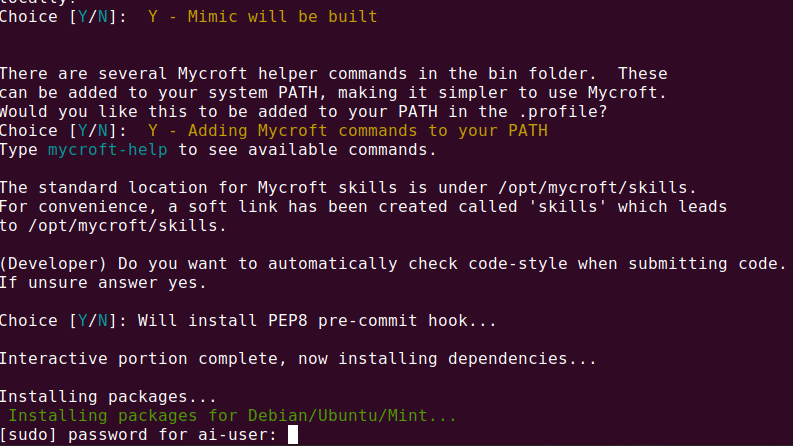 locally?
Choice [Y/N]:  Y - Mimic will be built
There are several Mycroft helper commands in the bin folder.  These
can be added to your system PATH, making it simpler to use Mycroft.
Would you like this to be added to your PATH in the .profile?
Choice [Y/N]:  Y - Adding Mycroft commands to your PATH
Type mycroft-help to see available commands.
The standard location for Mycroft skills is under /opt/mycroft/skills.
For convenience, a soft link has been created called 'skills' which leads
to /opt/mycroft/skills.
(Developer) Do you want to automatically check code-style when submitting code.
If unsure answer yes.
Choice [Y/N]: Will install PEP8 pre-commit hook...
Interactive portion complete, now installing dependencies...
Installing packages...
 Installing packages for Debian/Ubuntu/Mint...
[sudo] password for ai-user: